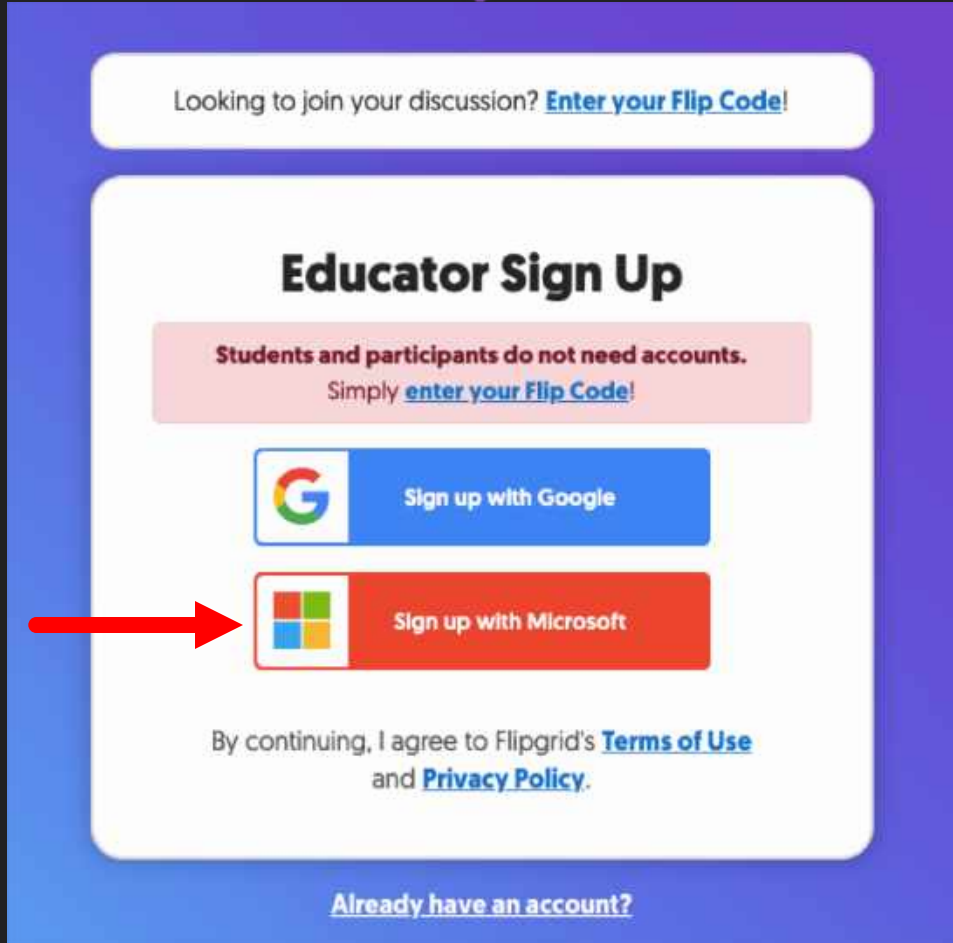 Looking to join your discussion? Enter your Flip Code!
Educator Sign Up
Students and participants do not need accounts.
Simply enter your Flip Code!
Sign up with Google
Sign up with Microsoft
By continuing, I agree to Flipgrid's Terms of Use
and Privacy Policy.
Already have an account?